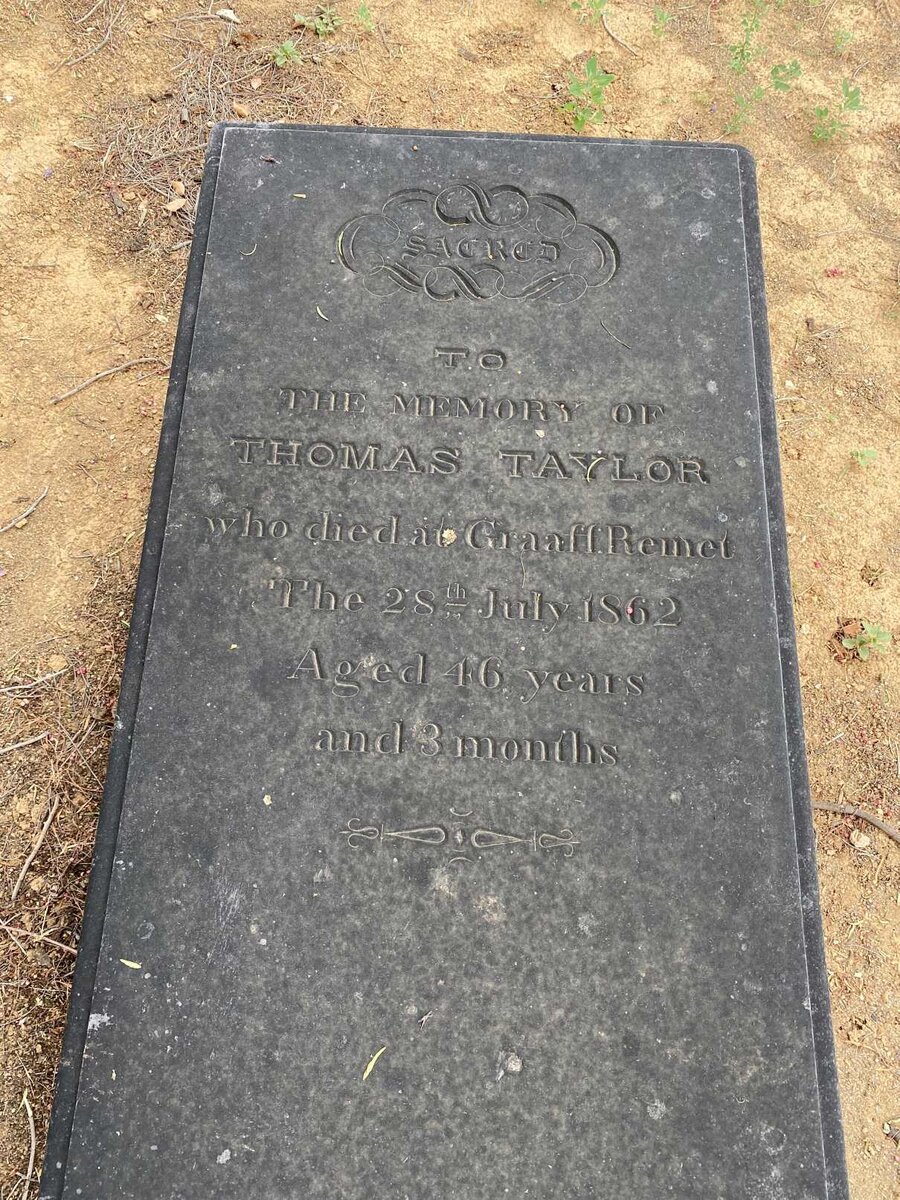 SACRED
TO
THE MEMORY OF
THOMAS TAYLOR
who died at Graaff Remet
The 28th July 1862
Aged 46 years
and 3 months